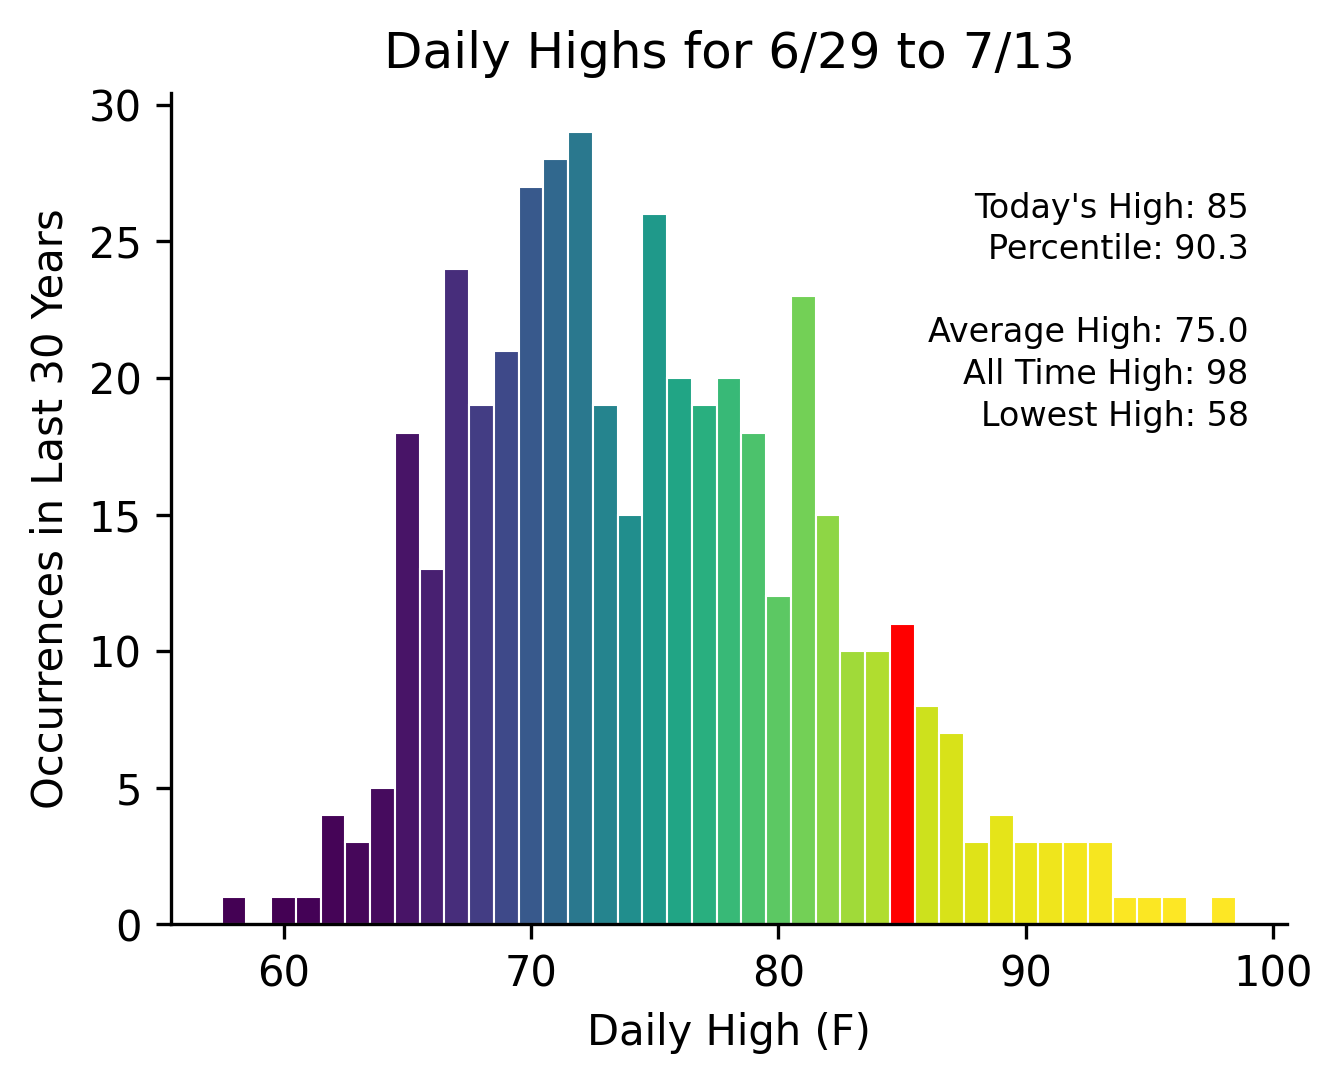 Daily Highs for 6/29 to 7/13
30
25
20
15
10
5
0
Occurrences in Last 30 Years
Today's High: 85
Percentile: 90.3
Average High: 75.0
All Time High: 98
Lowest High: 58
60 70 80 90 100
Daily High (F)